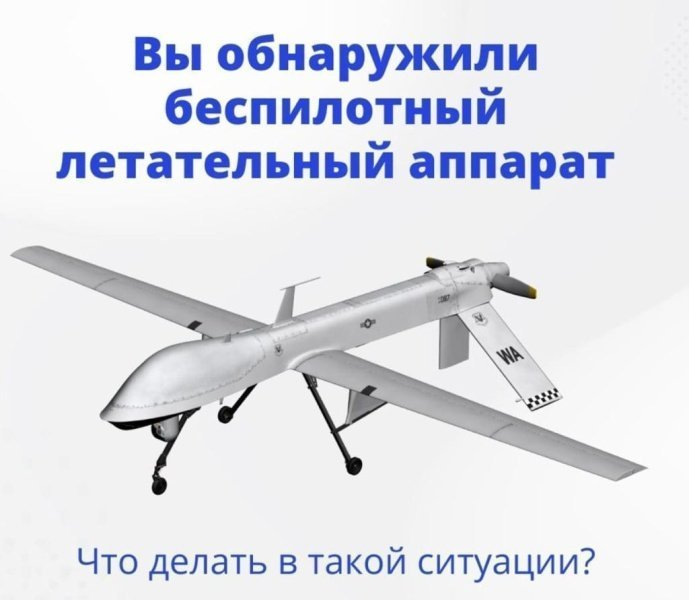 Вы обнаружили
беспилотный
летательный аппарат
WA
Что делать в такой ситуации?